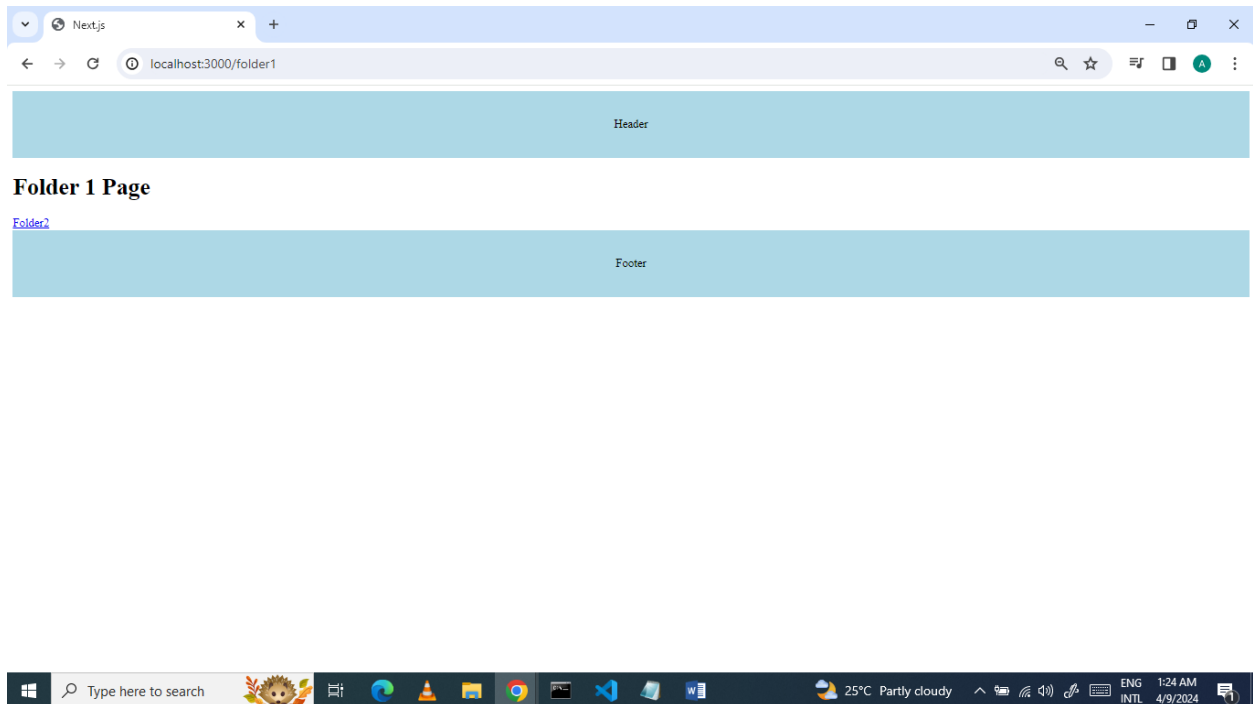 Next.js
localhost:3000/folder1
A
Header
Folder 1 Page
Folder2
Footer
Type here to search
25°C Partly cloudy
ENG
INTL
1:24 AM
4/9/2024
1